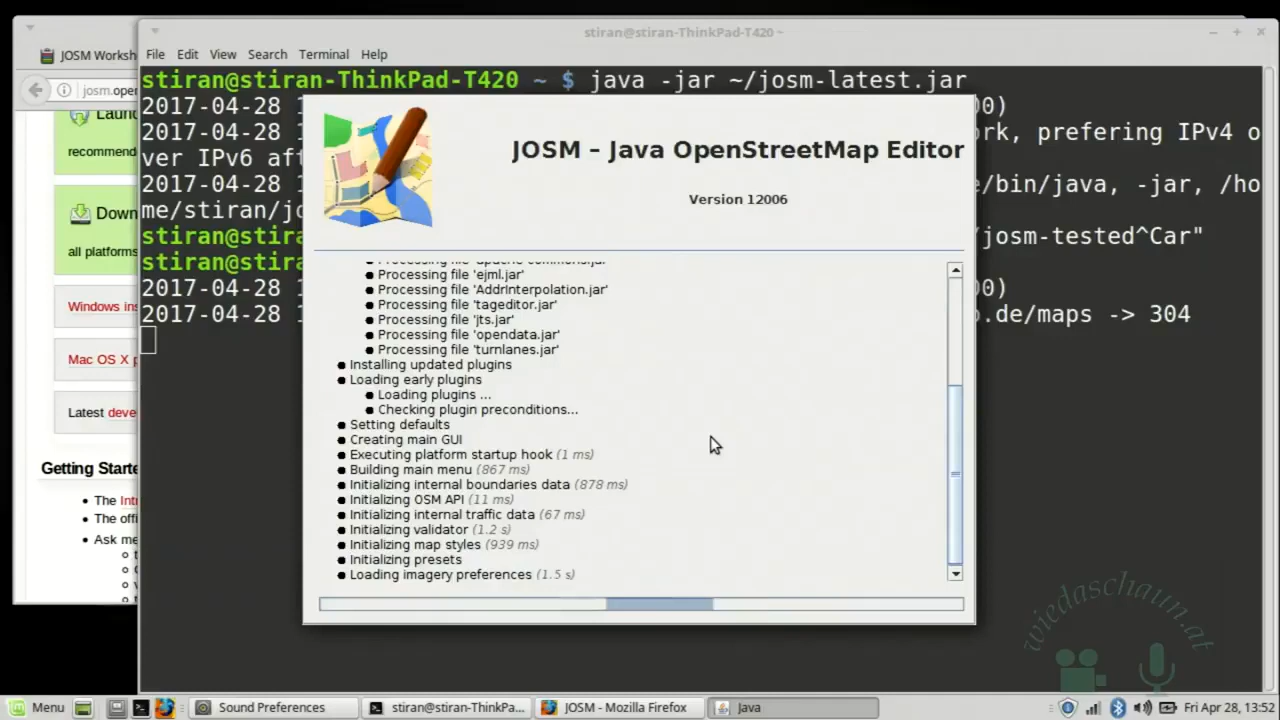 stiran@stiran-ThinkPad-T420 ~
JOSM Worksh
File Edit View Search Terminal Help
josm.ope
stiran@stiran-ThinkPad-T420 ~ $ java -jar ~/josm-latest.jar
2017-04-28 1 00)
2017-04-28 1 rk, prefering IPv4 o
ver IPv6 aft
2017-04-28 1 e/bin/java, -jar, /ho
me/stiran/jo
stiran@stira /josm-tested^Car"
stiran@stira
2017-04-28 1 00)
2017-04-28 1 .de/maps -> 304
Launc
recommend
Down
all platforms
Windows ins
Mac OS X p
Latest deve
Getting Starte
The Intr
The offi
Ask me
JOSM – Java OpenStreetMap Editor
Version 12006
Processing file 'apache-commons.jar'
Processing file 'ejml.jar'
Processing file 'AddrInterpolation.jar'
Processing file 'tageditor.jar'
Processing file 'jts.jar'
Processing file 'opendata.jar'
Processing file 'turnlanes.jar'
Installing updated plugins
Loading early plugins
Loading plugins ...
Checking plugin preconditions...
Setting defaults
Creating main GUI
Executing platform startup hook (1 ms)
Building main menu (867 ms)
Initializing internal boundaries data (878 ms)
Initializing OSM API (11 ms)
Initializing internal traffic data (67 ms)
Initializing validator (1.2 s)
Initializing map styles (939 ms)
Initializing presets
Loading imagery preferences (1.5 s)
wiedaschaun.at
Menu Sound Preferences stiran@stiran-ThinkPa... JOSM - Mozilla Firefox Java Fri Apr 28, 13:52